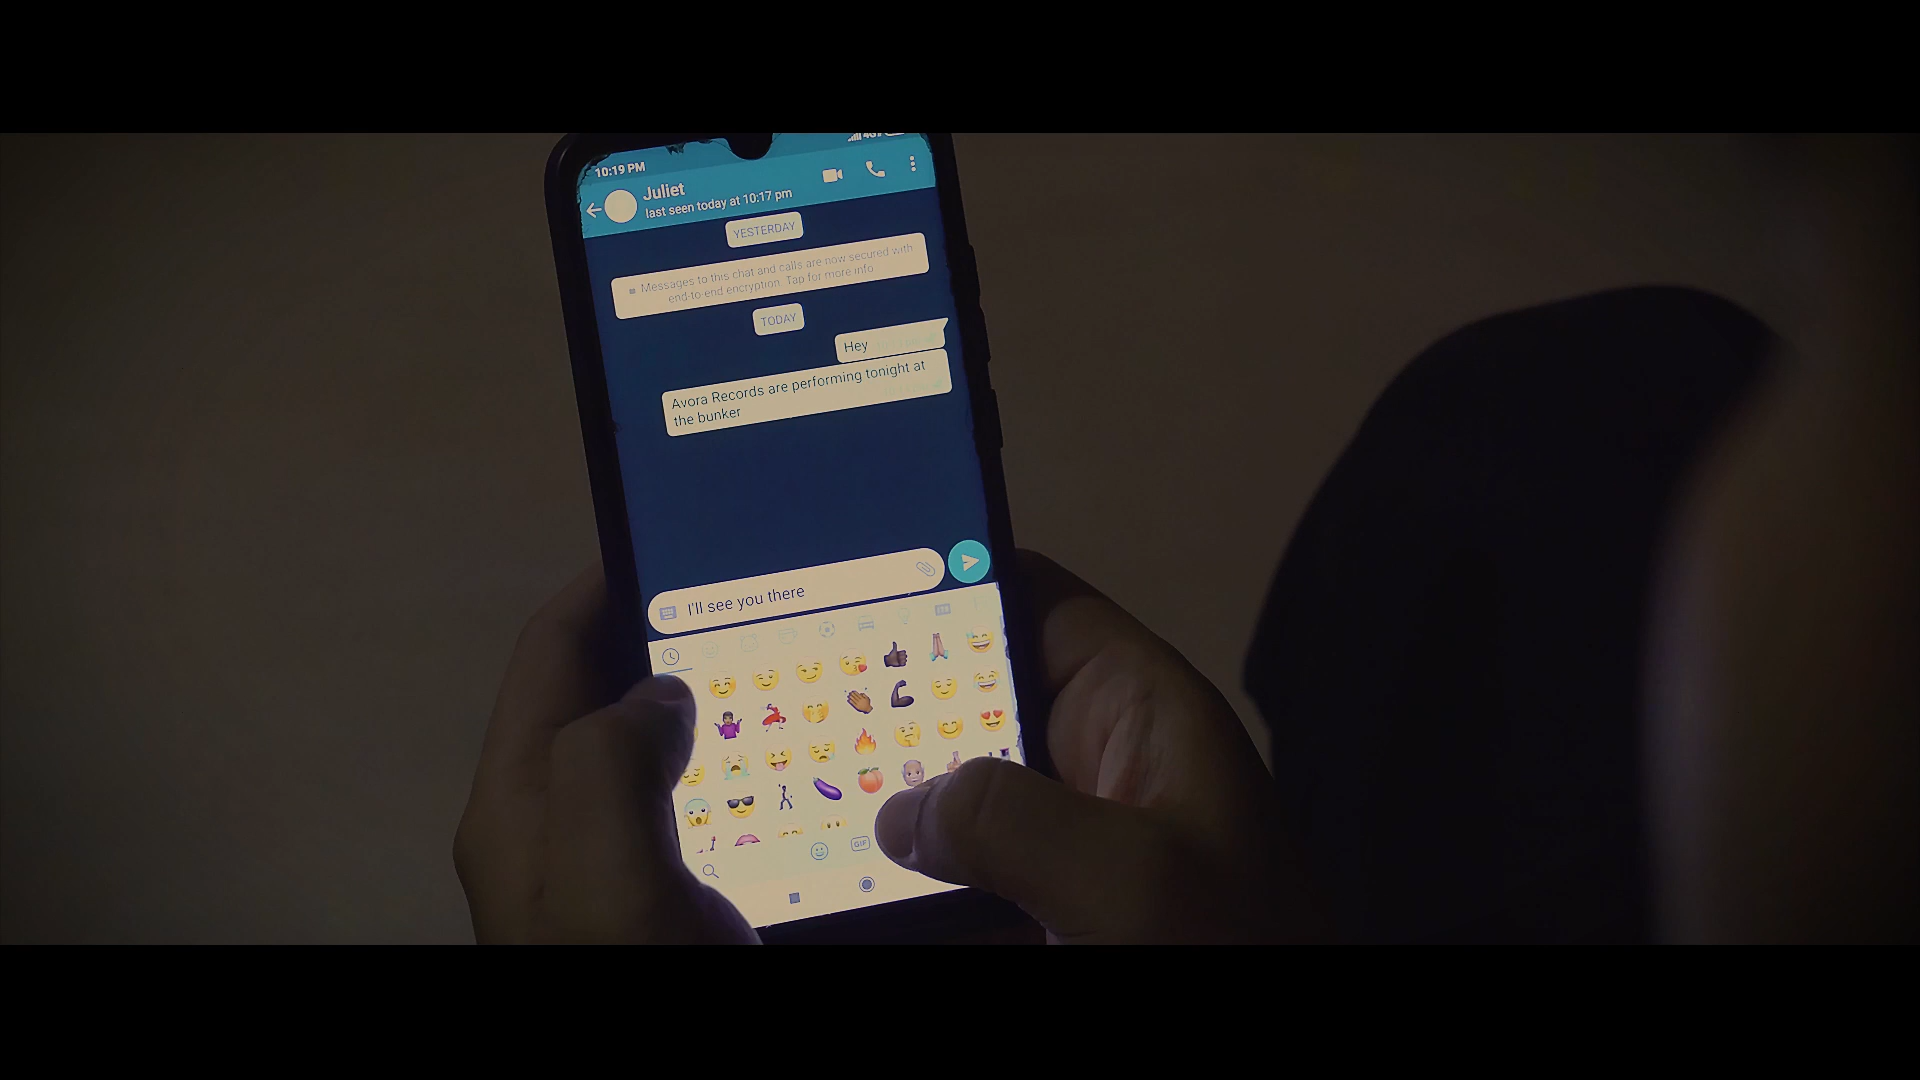 10:19 PM
Juliet
last seen today at 10:17 pm
YESTERDAY
Messages to this chat and calls are now secured with
end-to-end encryption. Tap for more info
TODAY
Hey
Avora Records are performing tonight at
the bunker
I'll see you there
GIF